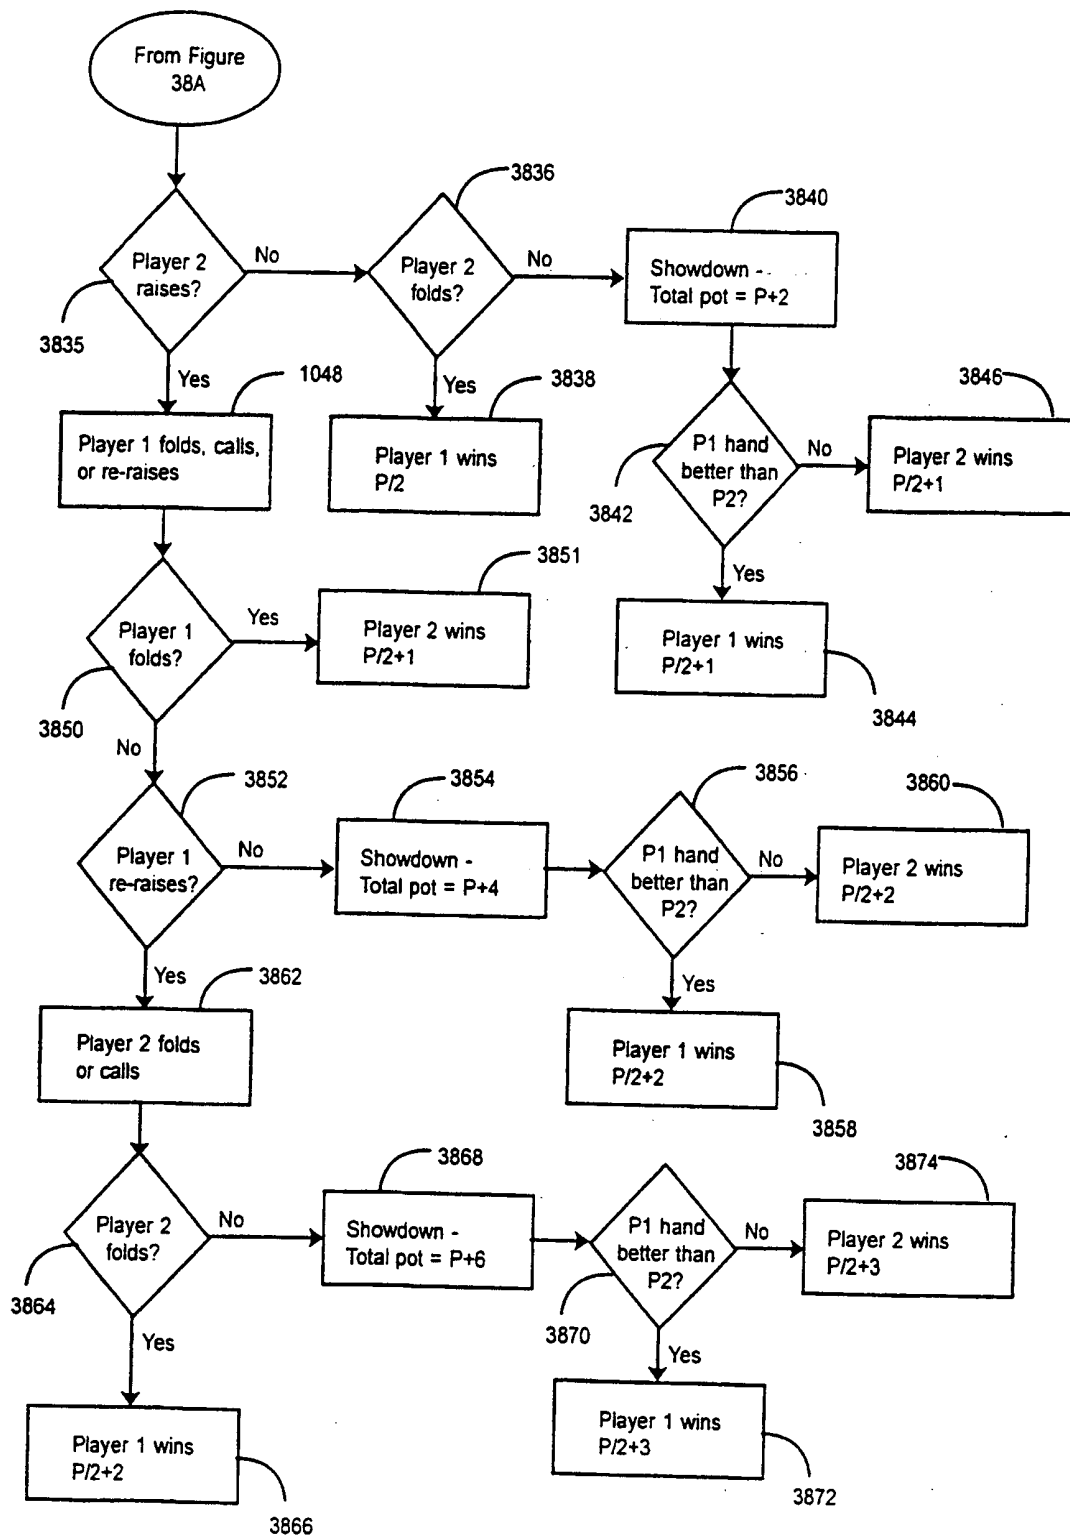 From Figure
38A
3836
3840
Player 2
raises?
No
Player 2
folds?
No
Showdown -
Total pot = P+2
3835
Yes
1048
Yes
3838
3846
Player 1 folds, calls,
or re-raises
Player 1 wins
P/2
P1 hand
better than
P2?
No
Player 2 wins
P/2+1
3842
3851
Yes
Player 1
folds?
Yes
Player 2 wins
P/2+1
Player 1 wins
P/2+1
3850
3844
No
3852
3854
3856
3860
Player 1
re-raises?
No
Showdown -
Total pot = P+4
P1 hand
better than
P2?
No
Player 2 wins
P/2+2
Yes
3862
Yes
Player 2 folds
or calls
Player 1 wins
P/2+2
3858
3868
3874
Player 2
folds?
No
Showdown -
Total pot = P+6
P1 hand
better than
P2?
No
Player 2 wins
P/2+3
3864
3870
Yes
Yes
Player 1 wins
P/2+2
Player 1 wins
P/2+3
3872
3866